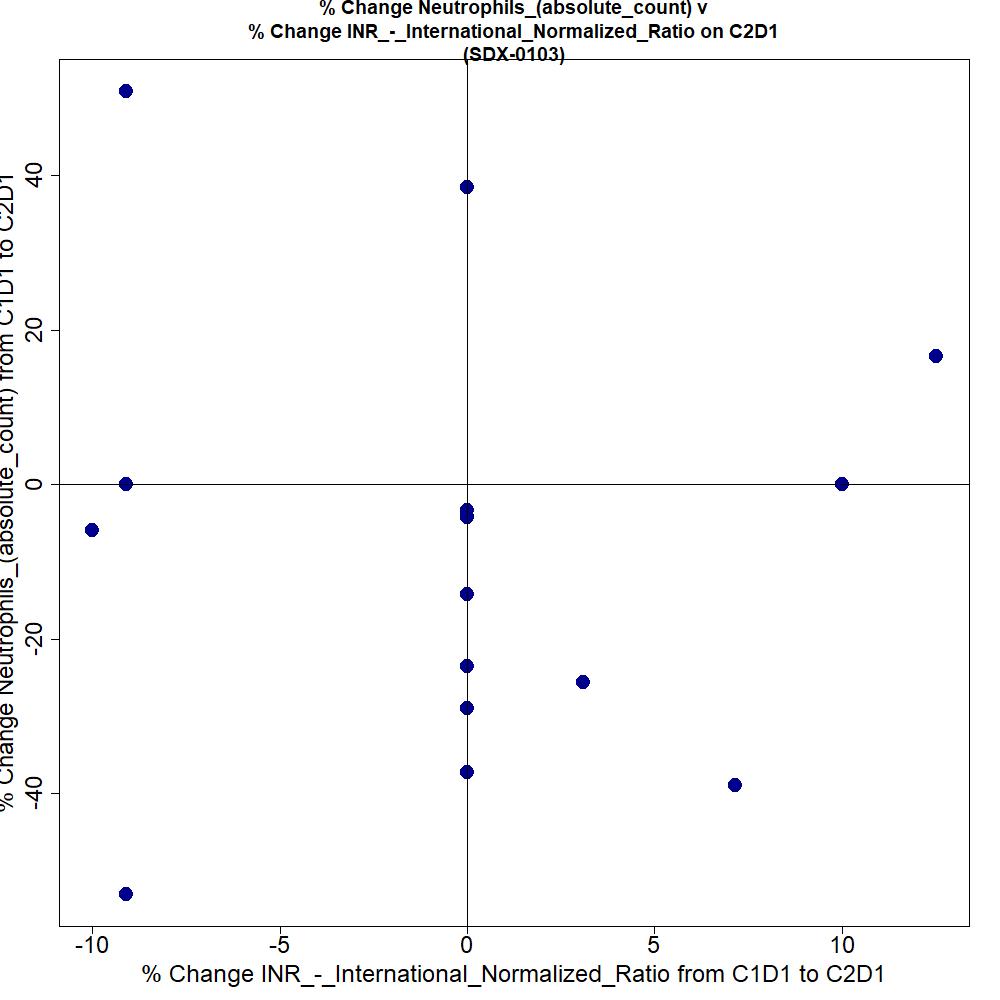 % Change Neutrophils_(absolute_count) v
% Change INR_-_International_Normalized_Ratio on C2D1
(SDX-0103)
% Change Neutrophils_(absolute_count) from C1D1 to C2D1
40
20
0
-20
-40
-10
-5
0
5
10
% Change INR_-_International_Normalized_Ratio from C1D1 to C2D1